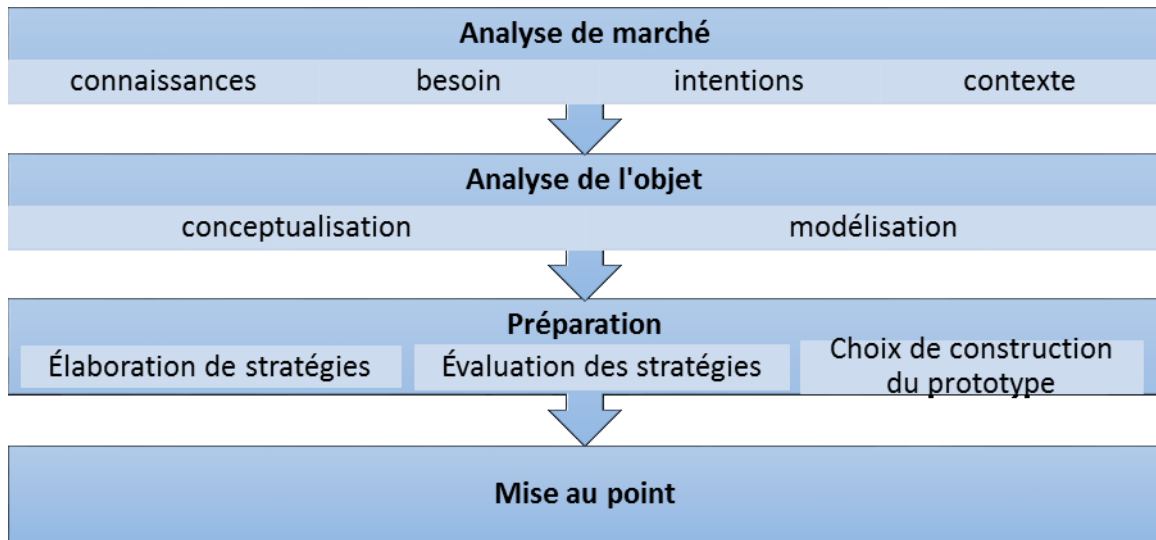 Analyse de marché
connaissances besoin intentions contexte
Analyse de l'objet
conceptualisation modélisation
Préparation
Élaboration de stratégies Évaluation des stratégies Choix de construction
du prototype
Mise au point